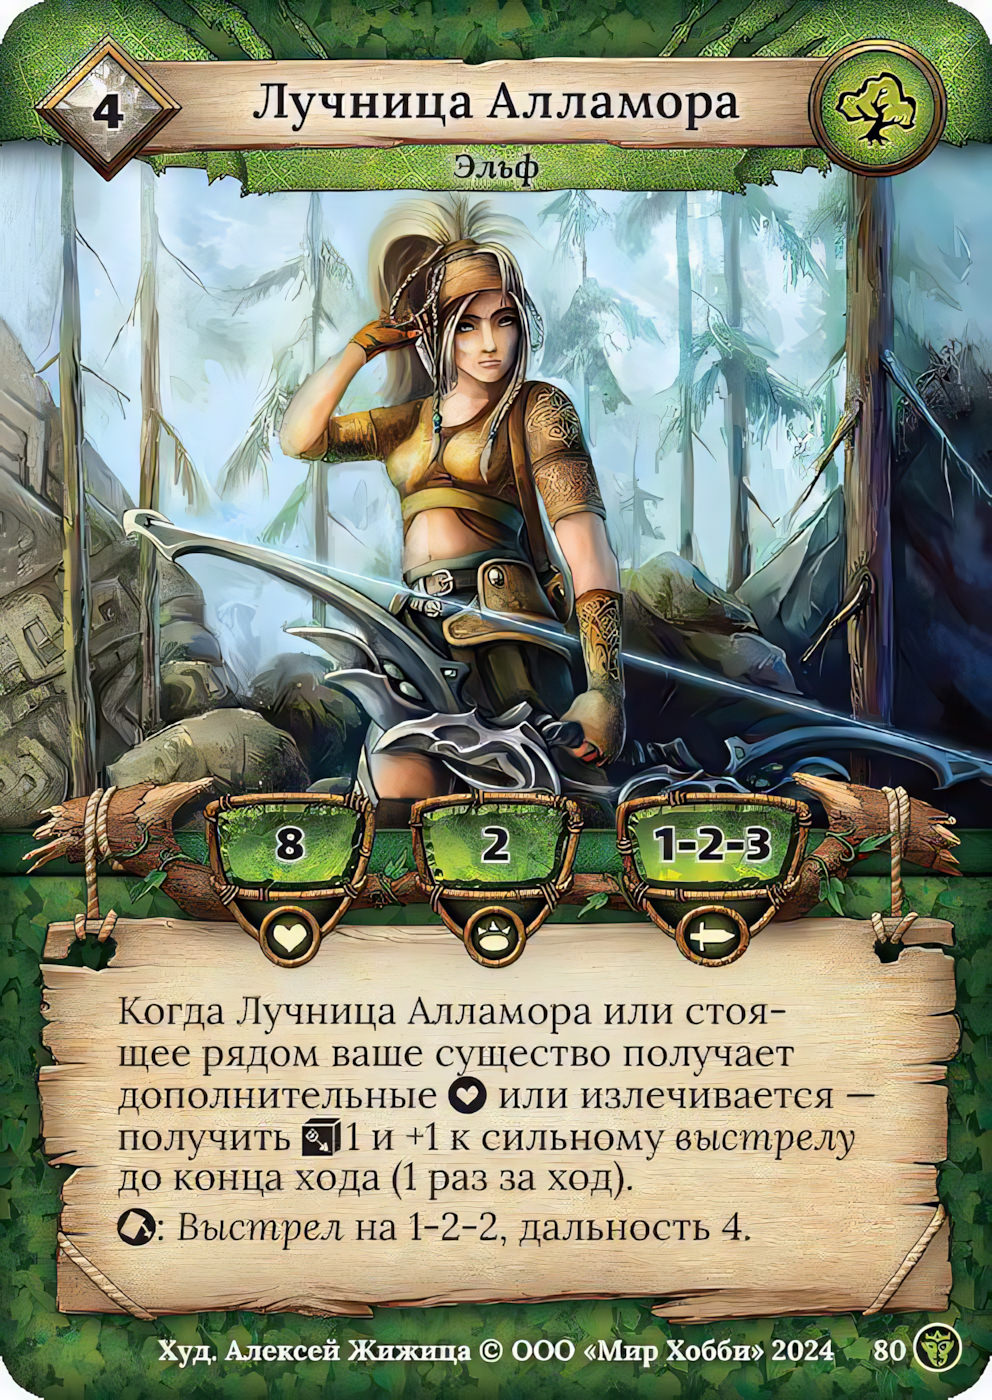 4
Лучница Алламора
Эльф
8 2 1-2-3
Когда Лучница Алламора или стоя-
щее рядом ваше существо получает
дополнительные или излечивается —
получить 1 и +1 к сильному выстрелу
до конца хода (1 раз за ход).
: Выстрел на 1-2-2, дальность 4.
Худ. Алексей Жижица © ООО «Мир Хобби» 2024 80